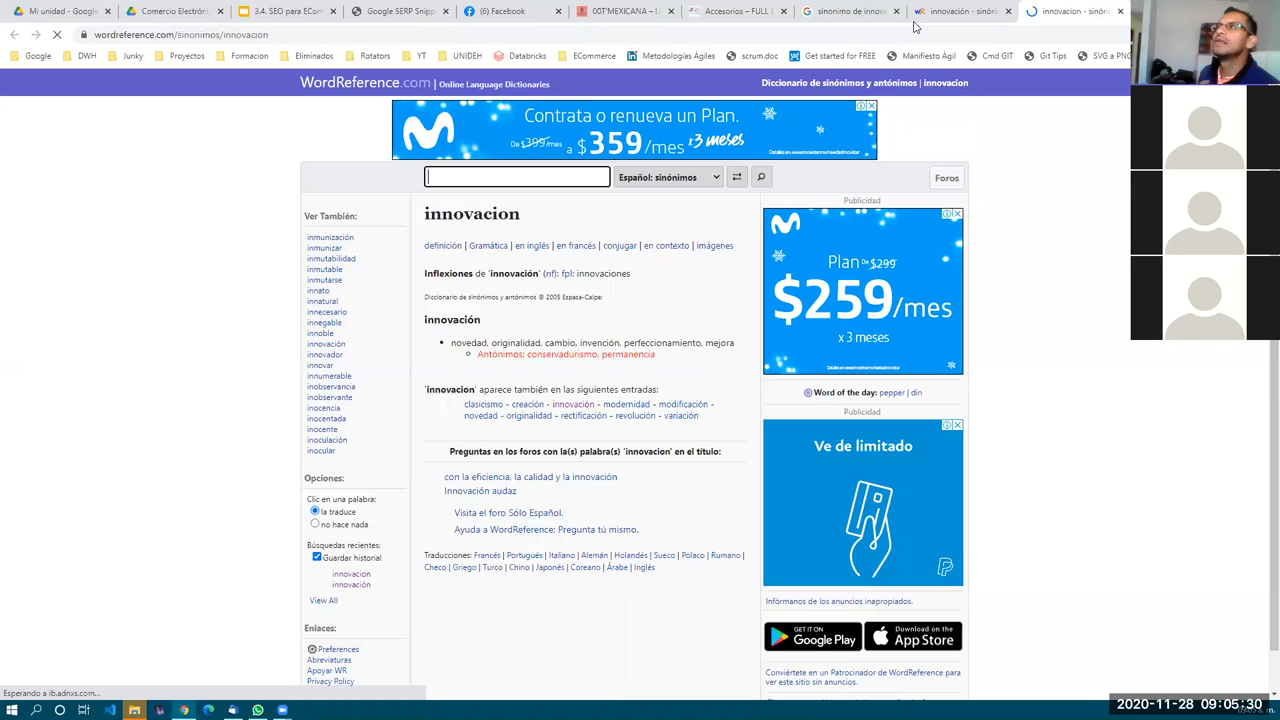 Mi unidad - Goog
Comercio Electróni
3.4. SEO para ECom
Google SERP Snipp
(6) Facebook
00T'MEXICANA – L
Accesorios – FULL D
sinonimo de innova
innovación - sinón
innovacion - sinón
wordreference.com/sinonimos/innovacion
Google
DWH
Junky
Proyectos
Formacion
Eliminados
Rotators
YT
UNIDEH
Databricks
ECommerce
Metodologías Ágiles
scrum.doc
Get started for FREE
Manifiesto Ágil
Cmd GIT
Git Tips
SVG a PNG
WordReference.com | Online Language Dictionaries
Diccionario de sinónimos y antónimos | innovacion
Contrata o renueva un Plan.
De $399/mes a $359/mes x3 meses
Español: sinónimos
Foros
Ver También:
inmunización
inmunizar
inmutabilidad
inmutable
inmutarse
innato
innatural
innecesario
innegable
innoble
innovación
innovador
innovar
innumerable
inobservancia
inobservante
inocencia
inocentada
inocente
inoculación
inocular
Opciones:
Clic en una palabra:
la traduce
no hace nada
Búsquedas recientes:
Guardar historial
innovacion
innovación
View All
Enlaces:
Preferences
Abreviaturas
Apoyar WR
Privacy Policy
innovacion
definición | Gramática | en inglés | en francés | conjugar | en contexto | imágenes
Inflexiones de 'innovación' (nf): fpl: innovaciones
Diccionario de sinónimos y antónimos © 2005 Espasa-Calpe:
innovación
novedad, originalidad, cambio, invención, perfeccionamiento, mejora
Antónimos: conservadurismo, permanencia
'innovacion' aparece también en las siguientes entradas:
clasicismo - creación - innovación - modernidad - modificación -
novedad - originalidad - rectificación - revolución - variación
Preguntas en los foros con la(s) palabra(s) 'innovacion' en el título:
con la eficiencia, la calidad y la innovación
Innovación audaz
Visita el foro Sólo Español.
Ayuda a WordReference: Pregunta tú mismo.
Traducciones: Francés | Portugués | Italiano | Alemán | Holandés | Sueco | Polaco | Rumano |
Checo | Griego | Turco | Chino | Japonés | Coreano | Árabe | Inglés
Publicidad
Plan De $299
$259/mes
x 3 meses
Word of the day: pepper | din
Publicidad
Ve de limitado
Infórmanos de los anuncios inapropiados.
GET IT ON
Google Play
Download on the
App Store
Conviértete en un Patrocinador de WordReference para
ver este sitio sin anuncios.
Esperando a ib.adnxs.com...
2020-11-28 09:05:30